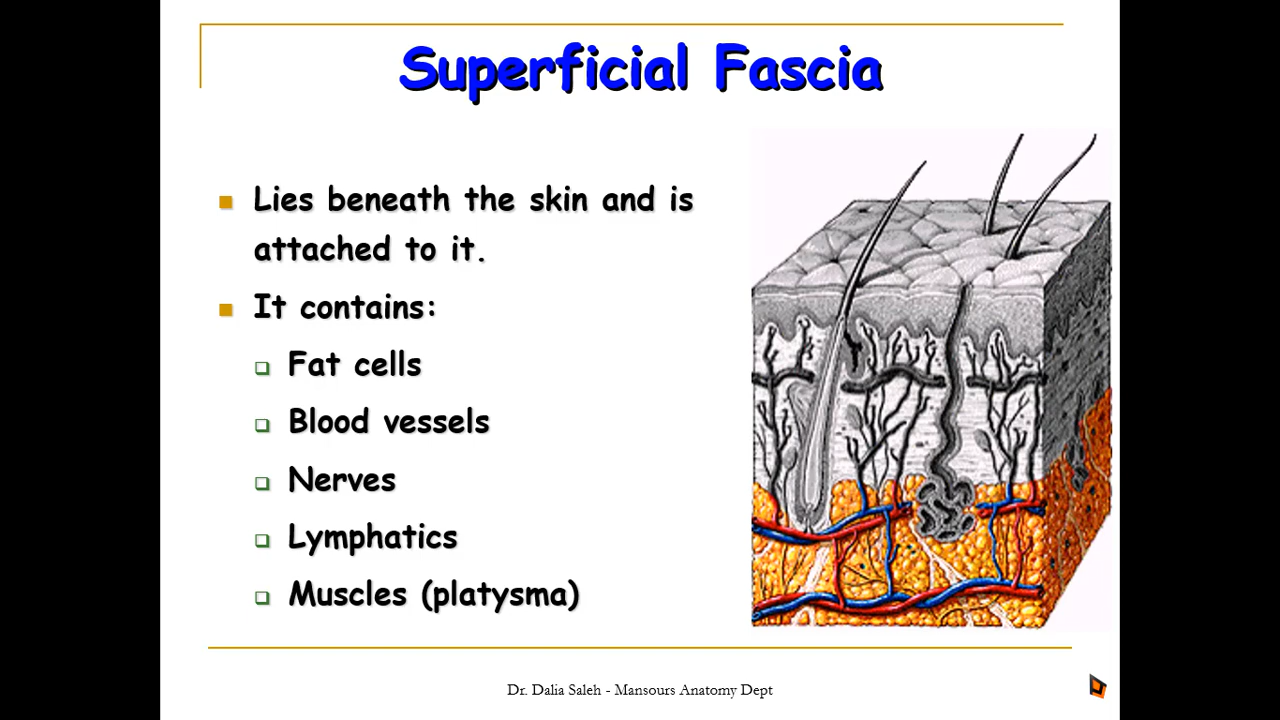 Superficial Fascia
Lies beneath the skin and is
attached to it.
It contains:
Fat cells
Blood vessels
Nerves
Lymphatics
Muscles (platysma)
Dr. Dalia Saleh - Mansours Anatomy Dept